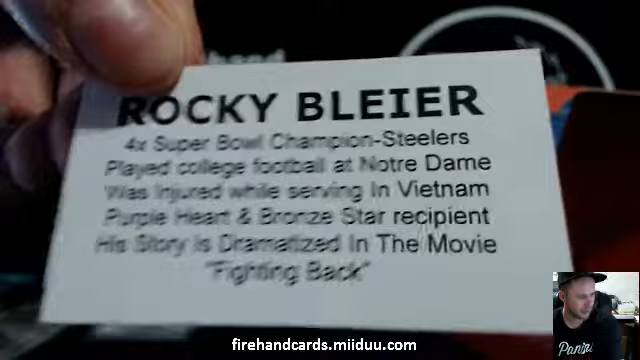 ROCKY BLEIER
4x Super Bowl Champion-Steelers
Played college football at Notre Dame
Was Injured while serving In Vietnam
Purple Heart & Bronze Star recipient
His Story Is Dramatized In The Movie
"Fighting Back"
firehandcards.miiduu.com